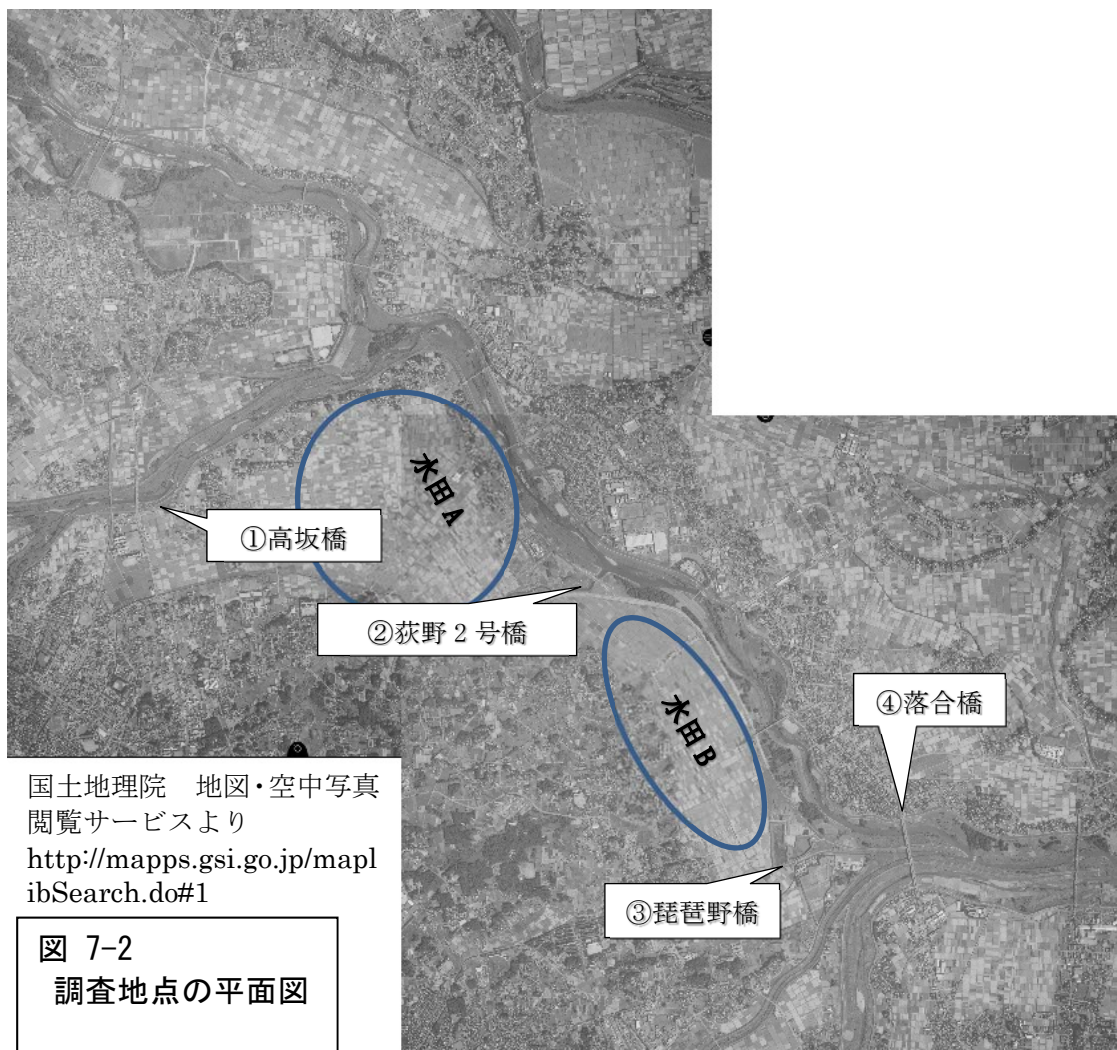 水田A
①高坂橋
②荻野2号橋
水田B
④落合橋
③琵琶野橋
国土地理院　地図・空中写真
閲覧サービスより
http://mapps.gsi.go.jp/mapl
ibSearch.do#1
図 7-2
調査地点の平面図